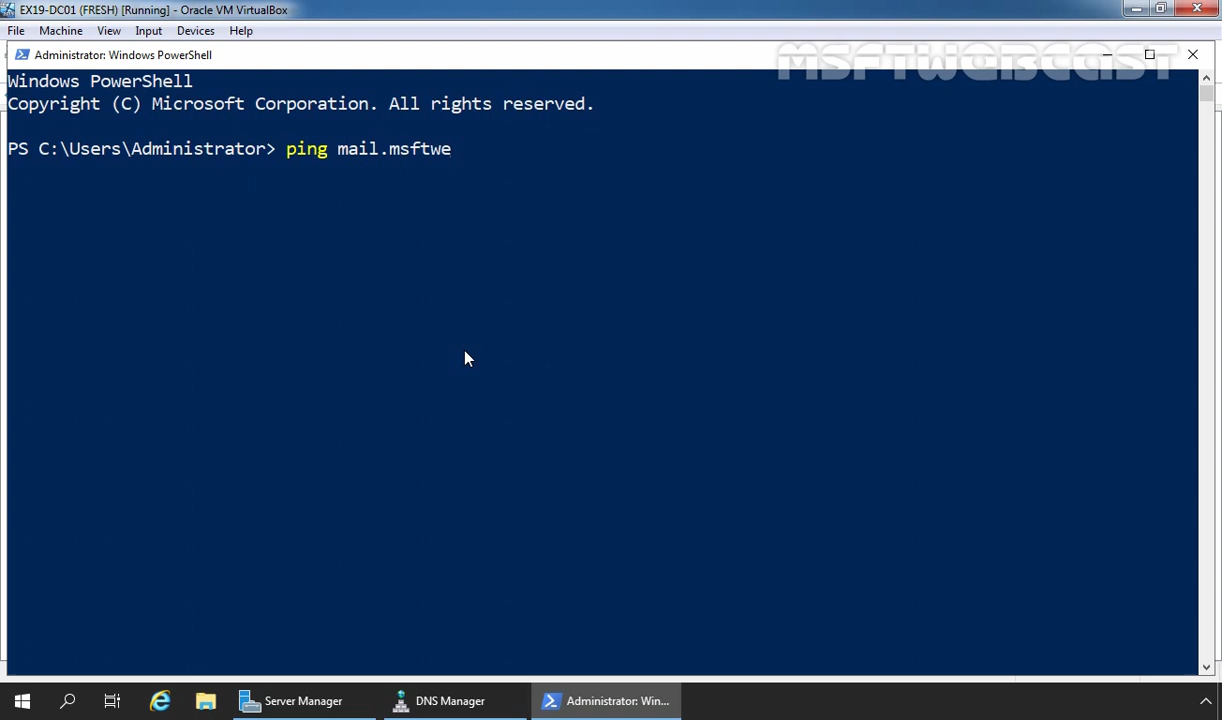 EX19-DC01 (FRESH) [Running] - Oracle VM VirtualBox
File Machine View Input Devices Help
Administrator: Windows PowerShell
MSFTWEBCAST
Windows PowerShell
Copyright (C) Microsoft Corporation. All rights reserved.
PS C:\Users\Administrator> ping mail.msftwe
Server Manager
DNS Manager
Administrator: Win...